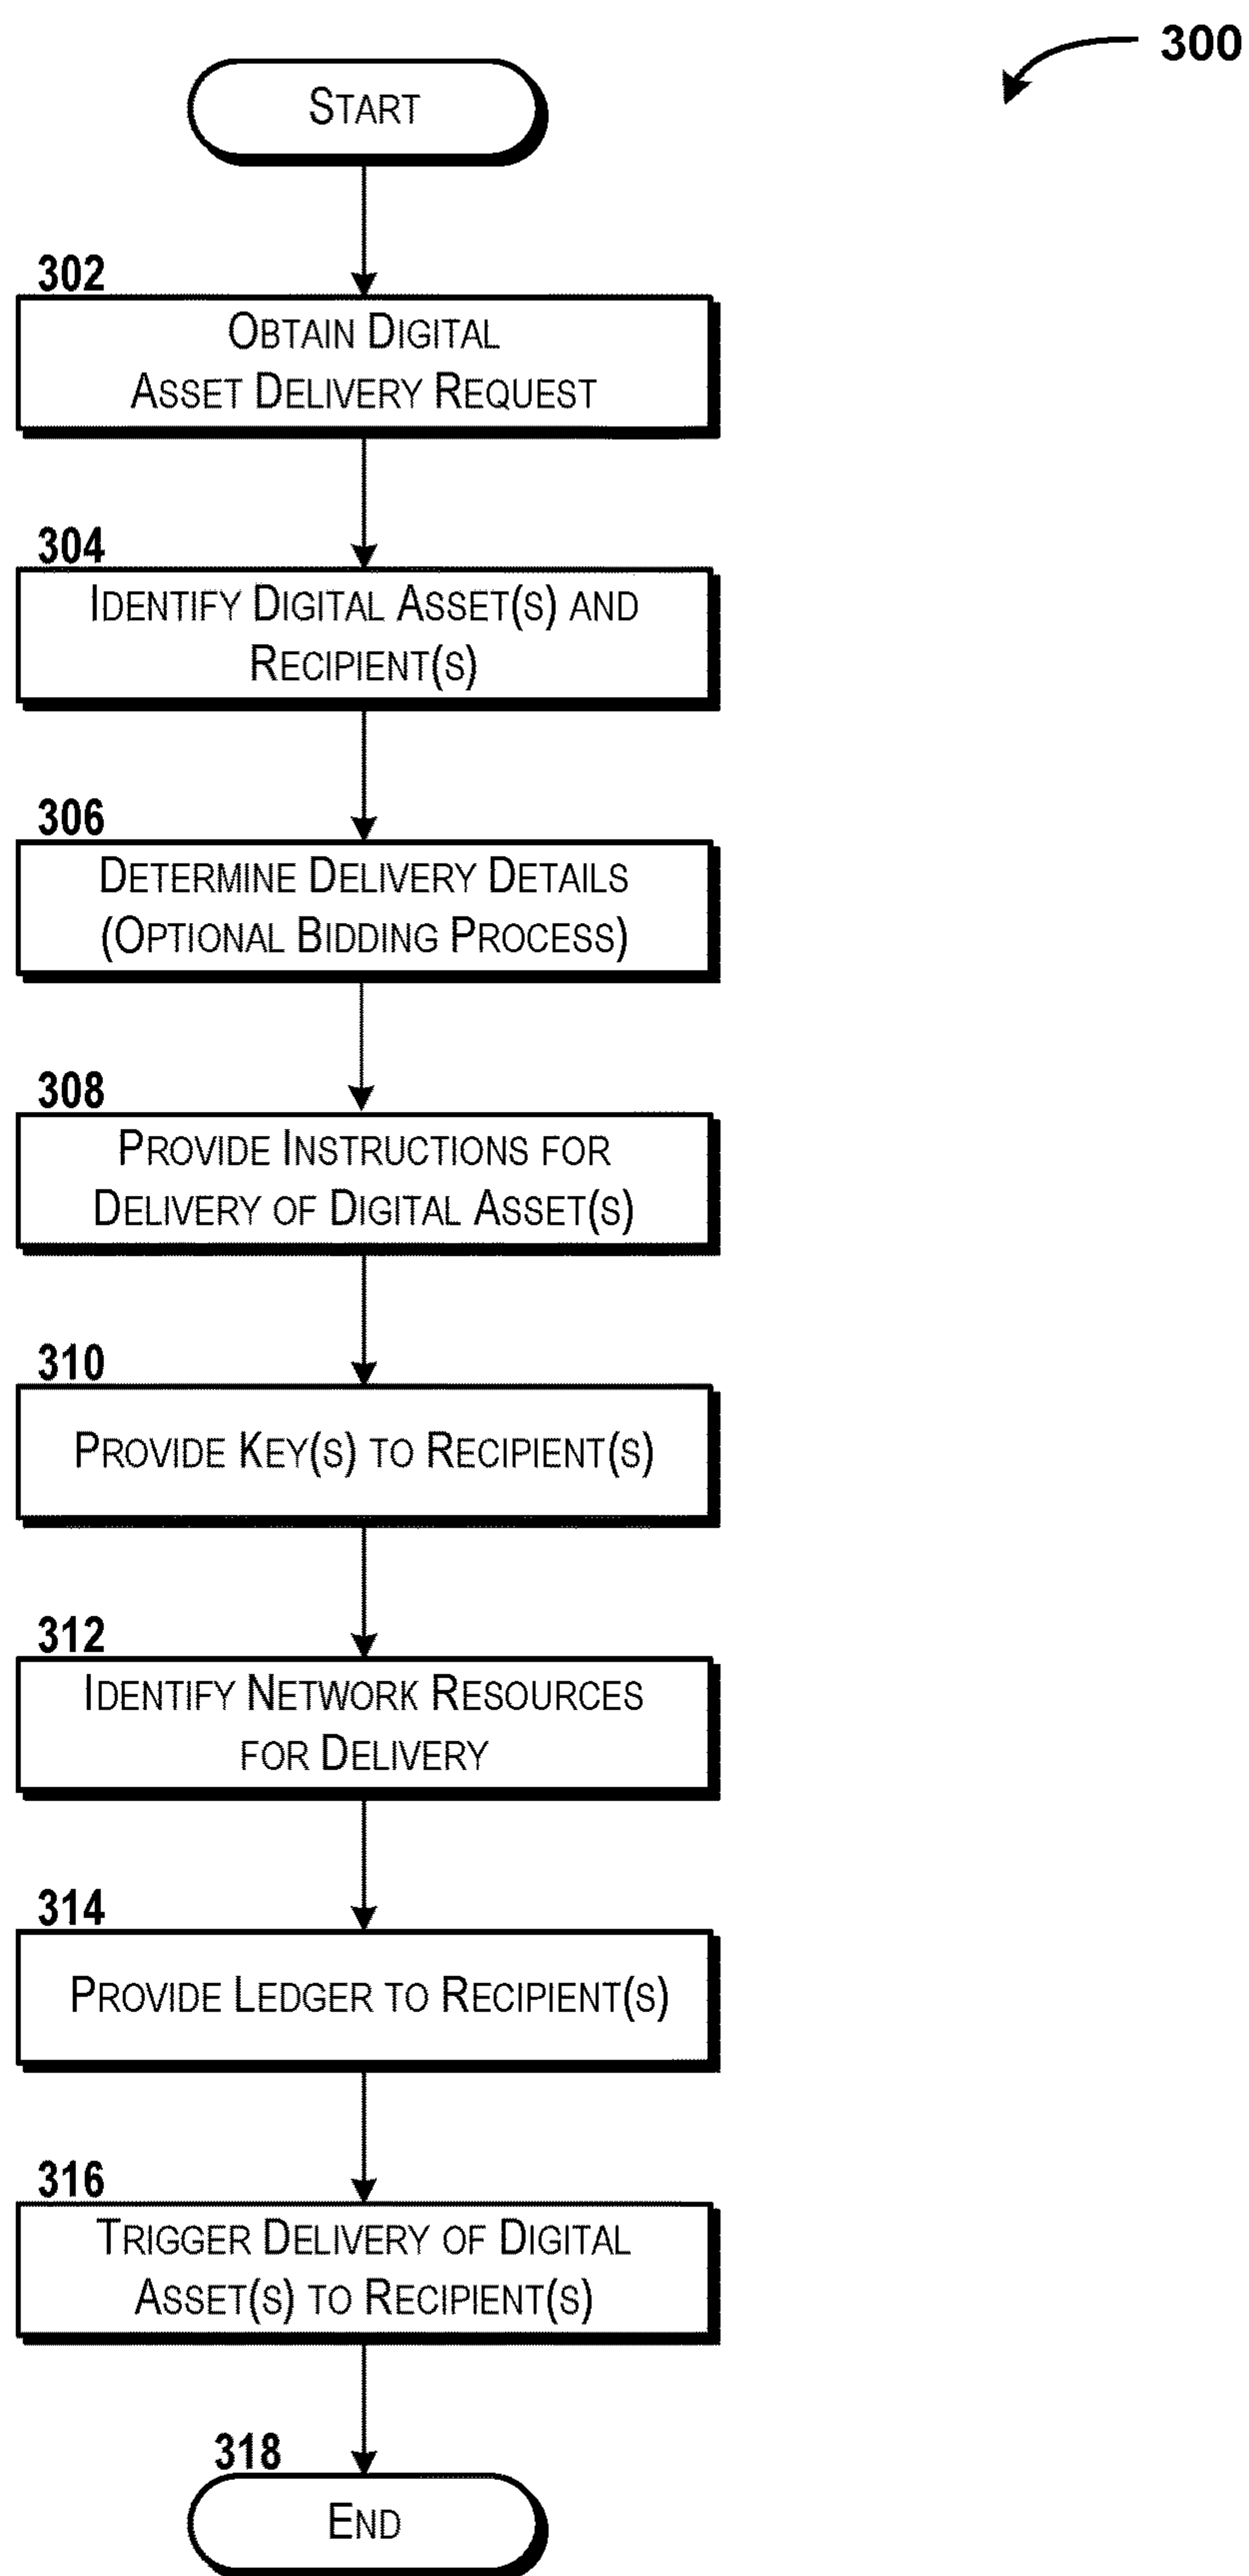 300
START
302
OBTAIN DIGITAL
ASSET DELIVERY REQUEST
304
IDENTIFY DIGITAL ASSET(S) AND
RECIPIENT(S)
306
DETERMINE DELIVERY DETAILS
(OPTIONAL BIDDING PROCESS)
308
PROVIDE INSTRUCTIONS FOR
DELIVERY OF DIGITAL ASSET(S)
310
PROVIDE KEY(S) TO RECIPIENT(S)
312
IDENTIFY NETWORK RESOURCES
FOR DELIVERY
314
PROVIDE LEDGER TO RECIPIENT(S)
316
TRIGGER DELIVERY OF DIGITAL
ASSET(S) TO RECIPIENT(S)
318
END